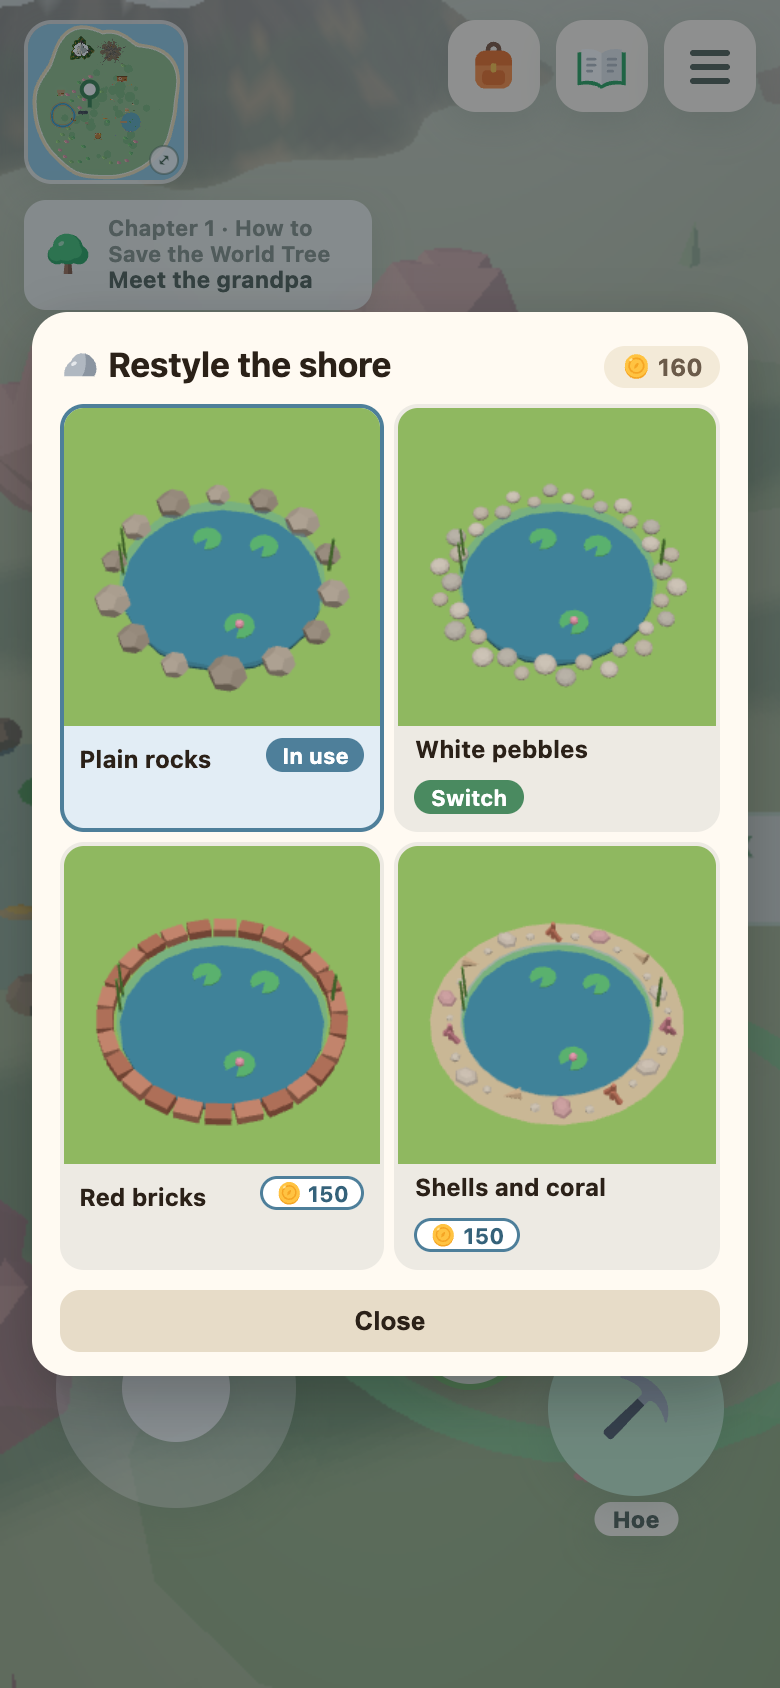 Chapter 1 · How to
Save the World Tree
Meet the grandpa
Restyle the shore
160
Plain rocks
In use
White pebbles
Switch
Red bricks
150
Shells and coral
150
Close
Hoe